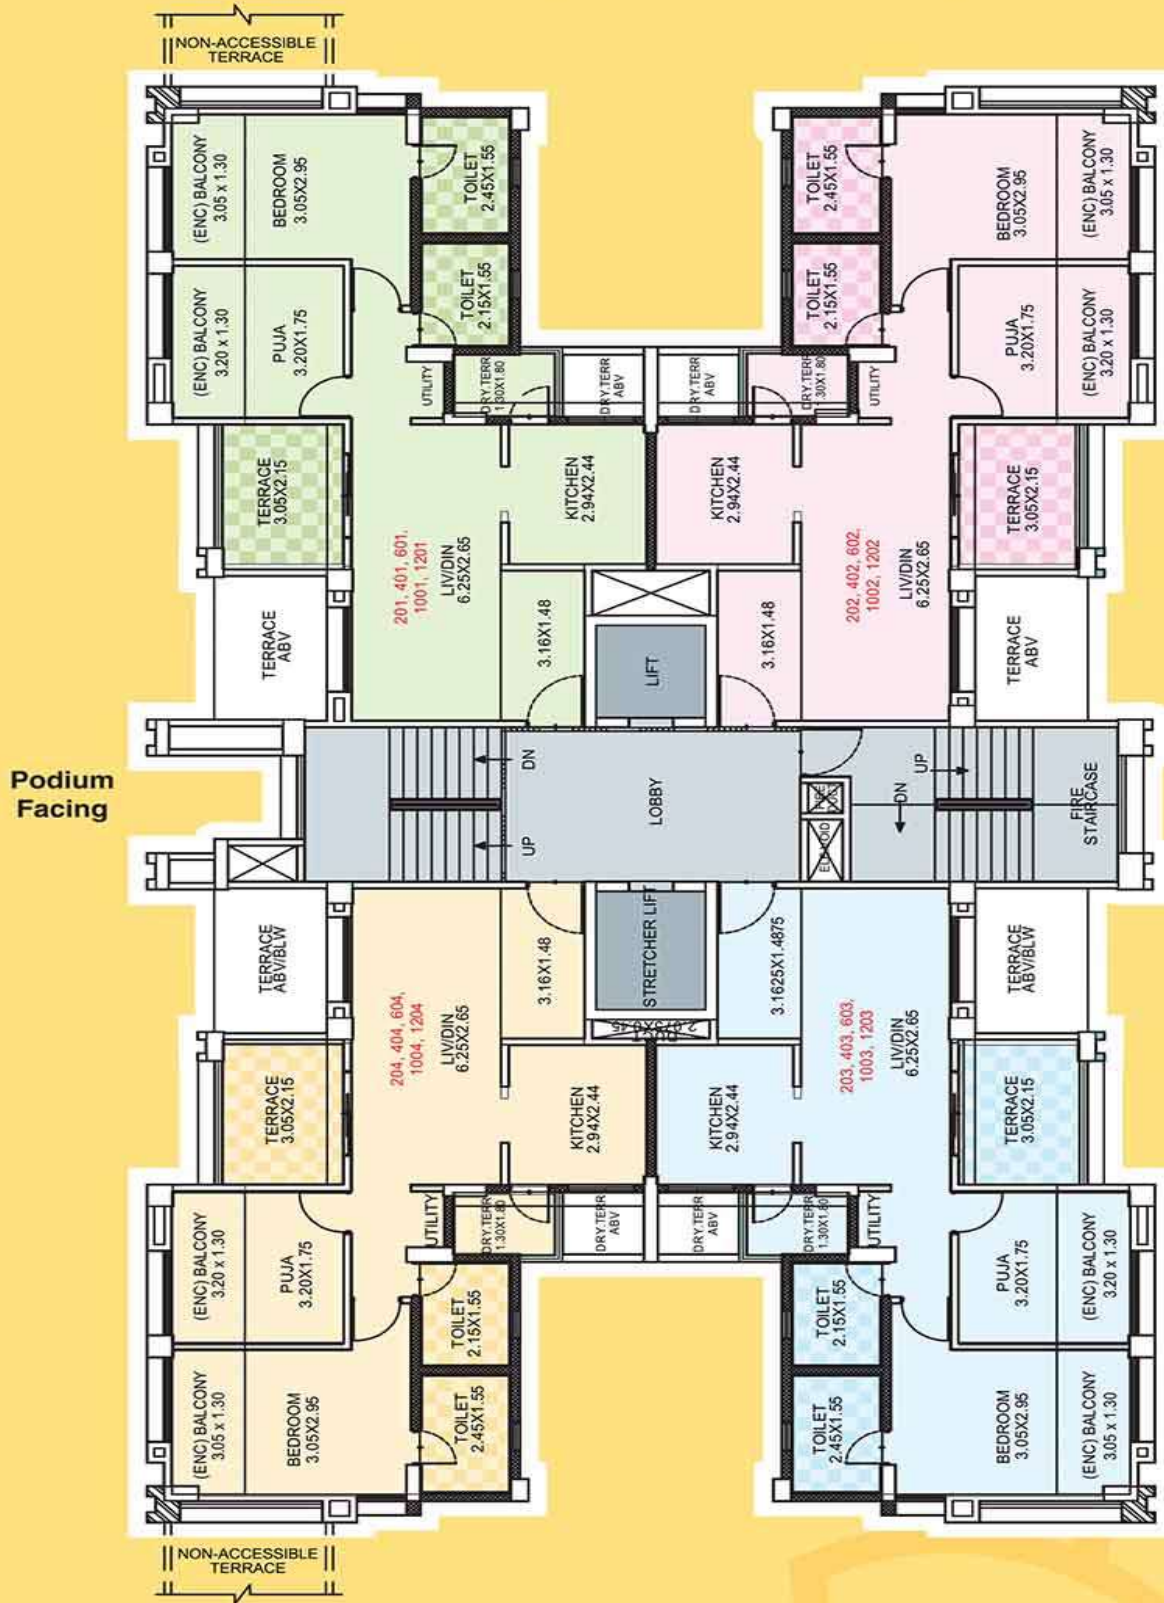 NON-ACCESSIBLE
TERRACE
(ENC) BALCONY
3.05 x 1.30
BEDROOM
3.05X2.95
TOILET
2.45X1.55
TOILET
2.45X1.55
BEDROOM
3.05X2.95
(ENC) BALCONY
3.05 x 1.30
(ENC) BALCONY
3.20 x 1.30
PUJA
3.20X1.75
TOILET
2.15X1.55
TOILET
2.15X1.55
PUJA
3.20X1.75
(ENC) BALCONY
3.20 x 1.30
UTILITY
DRY.TERR
1.30X1.80
DRY.TERR
ABV
DRY.TERR
ABV
DRY.TERR
1.30X1.80
UTILITY
TERRACE
3.05X2.15
KITCHEN
2.94X2.44
KITCHEN
2.94X2.44
TERRACE
3.05X2.15
201, 401, 601,
1001, 1201
LIV/DIN
6.25X2.65
202, 402, 602,
1002, 1202
LIV/DIN
6.25X2.65
TERRACE
ABV
3.16X1.48
LIFT
3.16X1.48
TERRACE
ABV
Podium
Facing
DN
UP
LOBBY
FIRE
DUCT
ELE.VOID
UP
DN
FIRE
STAIRCASE
TERRACE
ABV/BLW
3.16X1.48
STRETCHER LIFT
3.1625X1.4875
TERRACE
ABV/BLW
204, 404, 604,
1004, 1204
LIV/DIN
6.25X2.65
DUCT
203, 403, 603,
1003, 1203
LIV/DIN
6.25X2.65
TERRACE
3.05X2.15
KITCHEN
2.94X2.44
KITCHEN
2.94X2.44
TERRACE
3.05X2.15
UTILITY
DRY.TERR
1.30X1.80
DRY.TERR
ABV
DRY.TERR
ABV
DRY.TERR
1.30X1.80
UTILITY
(ENC) BALCONY
3.20 x 1.30
PUJA
3.20X1.75
TOILET
2.15X1.55
TOILET
2.15X1.55
PUJA
3.20X1.75
(ENC) BALCONY
3.20 x 1.30
(ENC) BALCONY
3.05 x 1.30
BEDROOM
3.05X2.95
TOILET
2.45X1.55
TOILET
2.45X1.55
BEDROOM
3.05X2.95
(ENC) BALCONY
3.05 x 1.30
NON-ACCESSIBLE
TERRACE